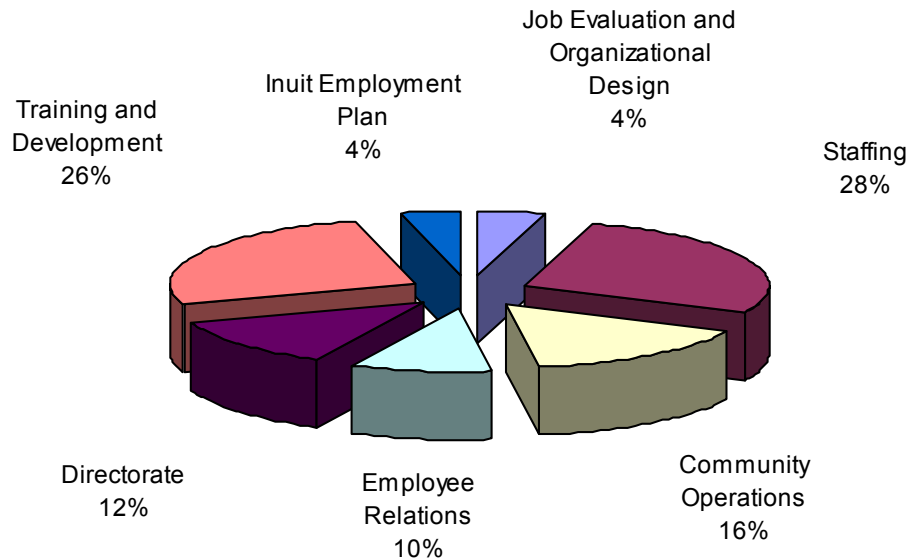 Job Evaluation and
Organizational
Design
4%
Inuit Employment
Plan
4%
Training and
Development
26%
Staffing
28%
Directorate
12%
Employee
Relations
10%
Community
Operations
16%